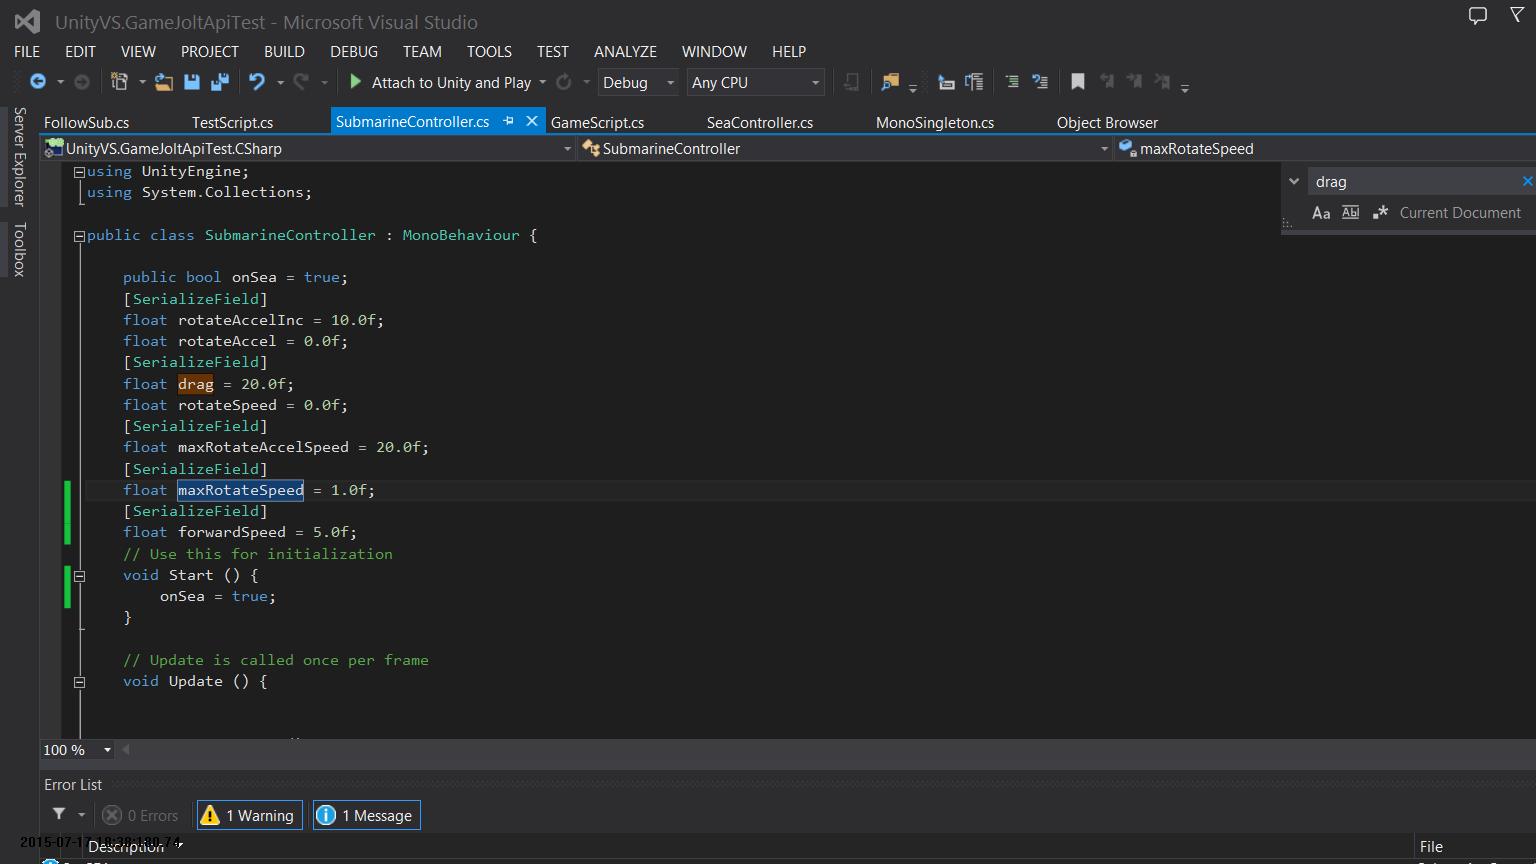 UnityVS.GameJoltApiTest - Microsoft Visual Studio
FILE EDIT VIEW PROJECT BUILD DEBUG TEAM TOOLS TEST ANALYZE WINDOW HELP
Attach to Unity and Play Debug Any CPU
Server Explorer
Toolbox
FollowSub.cs TestScript.cs SubmarineController.cs GameScript.cs SeaController.cs MonoSingleton.cs Object Browser
UnityVS.GameJoltApiTest.CSharp SubmarineController maxRotateSpeed
drag
Aa Abl Current Document
using UnityEngine;
using System.Collections;
public class SubmarineController : MonoBehaviour {
public bool onSea = true;
[SerializeField]
float rotateAccelInc = 10.0f;
float rotateAccel = 0.0f;
[SerializeField]
float drag = 20.0f;
float rotateSpeed = 0.0f;
[SerializeField]
float maxRotateAccelSpeed = 20.0f;
[SerializeField]
float maxRotateSpeed = 1.0f;
[SerializeField]
float forwardSpeed = 5.0f;
// Use this for initialization
void Start () {
onSea = true;
}
// Update is called once per frame
void Update () {
100 %
Error List
0 Errors 1 Warning 1 Message
Description File